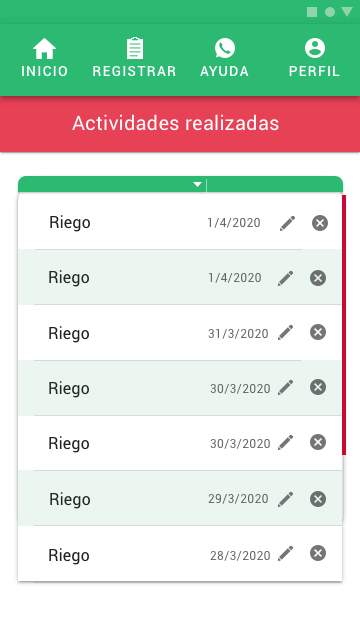 INICIO REGISTRAR AYUDA PERFIL
Actividades realizadas
Riego 1/4/2020
Riego 1/4/2020
Riego 31/3/2020
Riego 30/3/2020
Riego 30/3/2020
Riego 29/3/2020
Riego 28/3/2020